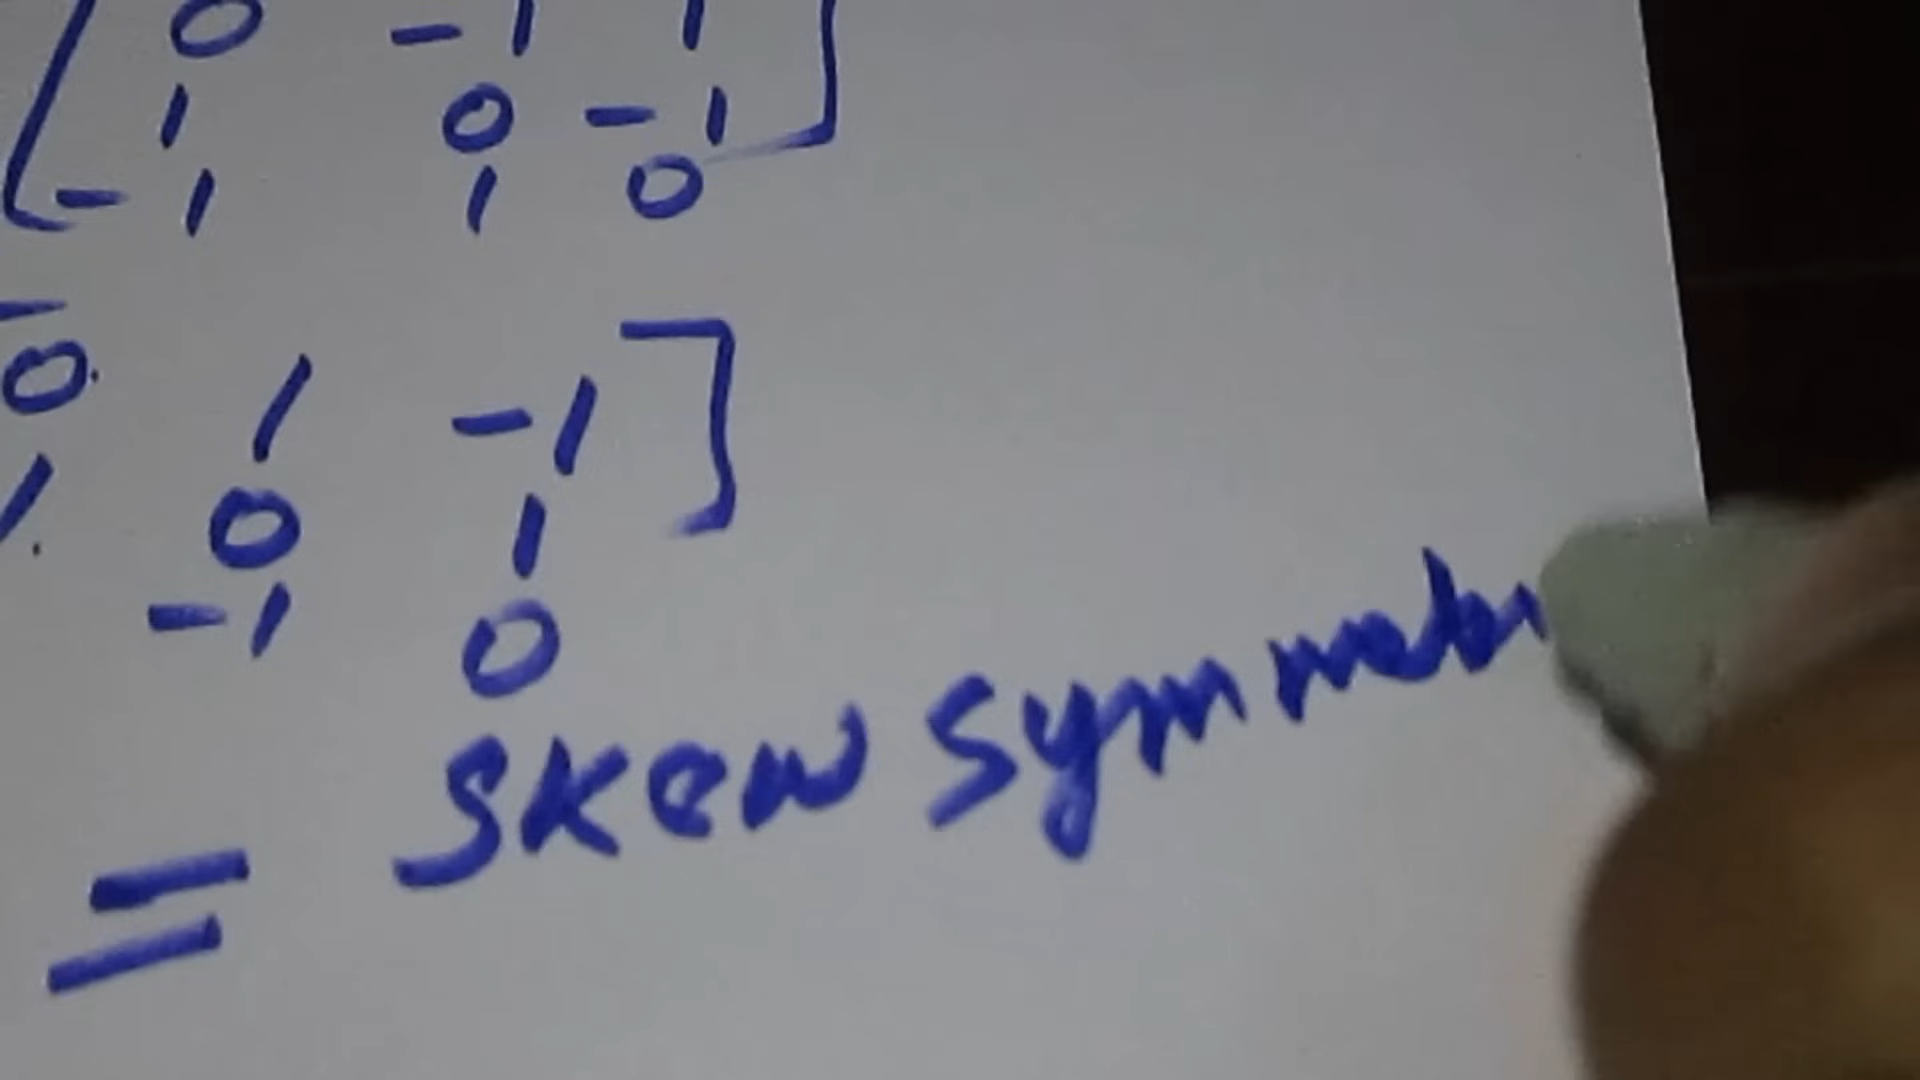 [ 0 -1 1 ]
1 0 -1
-1 1 0
0 1 -1 ]
1 0 1
-1 0
= skew symmetr